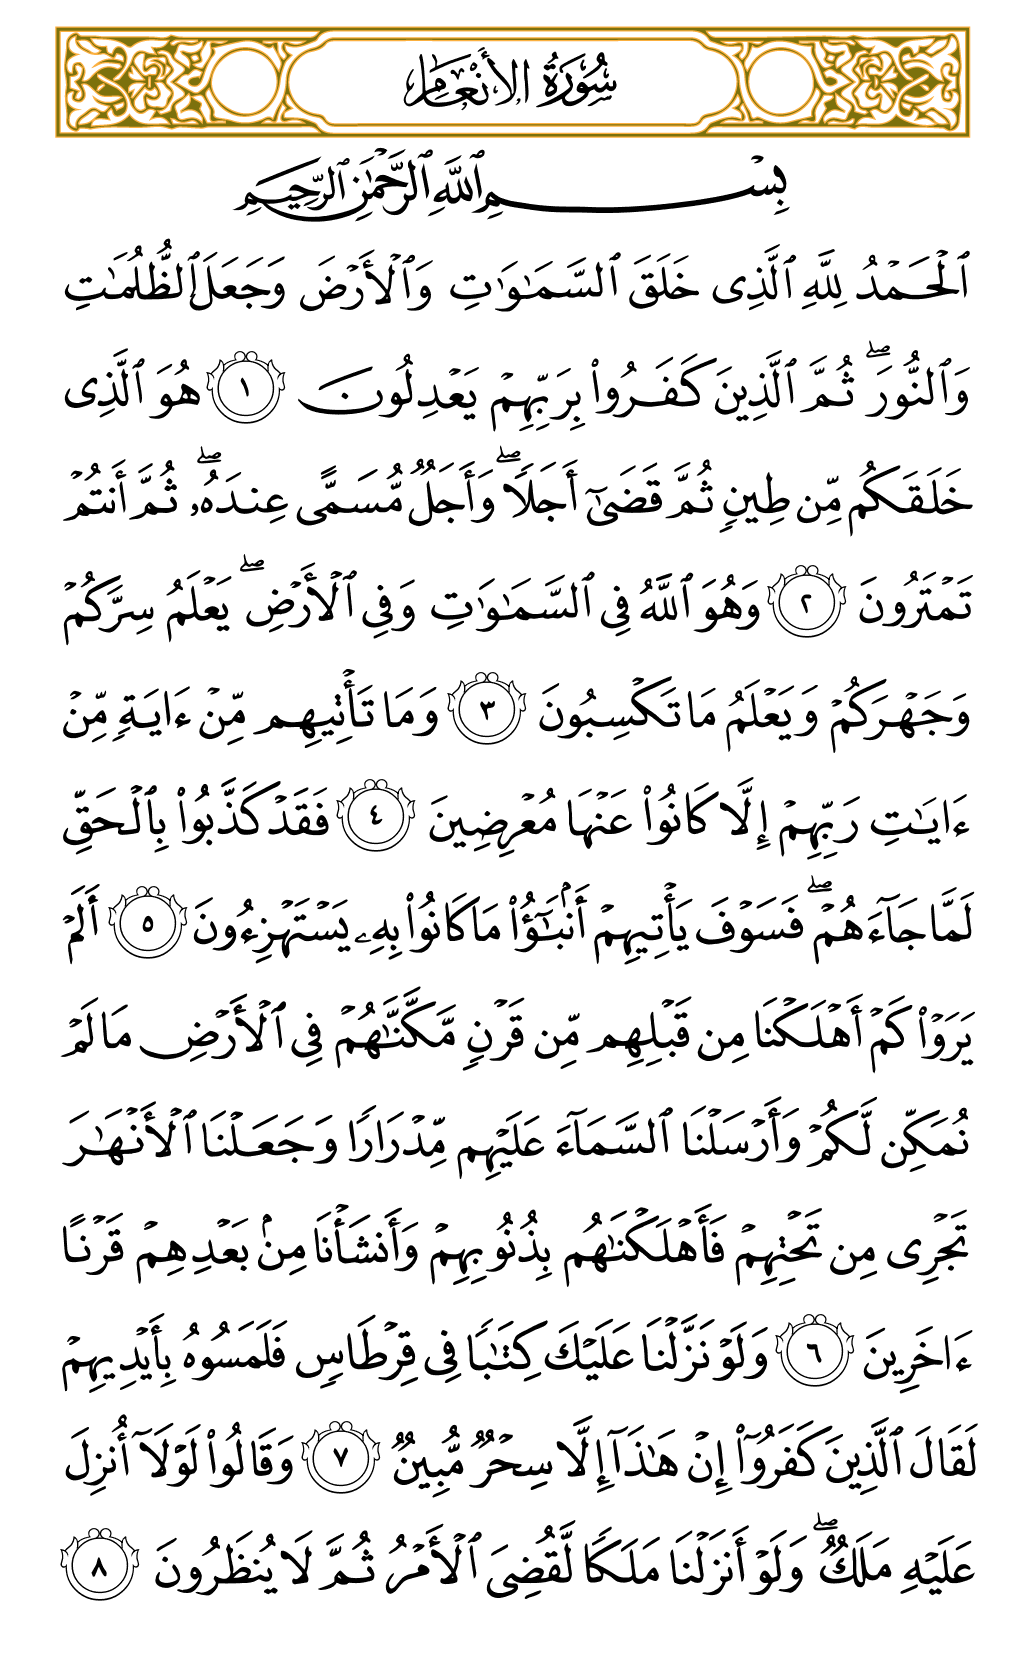 سُورَةُ الأَنْعَامِ
بِسْمِ ٱللَّهِ ٱلرَّحْمَٰنِ ٱلرَّحِيمِ
ٱلْحَمْدُ لِلَّهِ ٱلَّذِى خَلَقَ ٱلسَّمَٰوَٰتِ وَٱلْأَرْضَ وَجَعَلَ ٱلظُّلُمَٰتِ
وَٱلنُّورَ ۖ ثُمَّ ٱلَّذِينَ كَفَرُوا۟ بِرَبِّهِمْ يَعْدِلُونَ ١ هُوَ ٱلَّذِى
خَلَقَكُم مِّن طِينٍ ثُمَّ قَضَىٰٓ أَجَلًا ۖ وَأَجَلٌ مُّسَمًّى عِندَهُۥ ۖ ثُمَّ أَنتُمْ
تَمْتَرُونَ ٢ وَهُوَ ٱللَّهُ فِى ٱلسَّمَٰوَٰتِ وَفِى ٱلْأَرْضِ ۖ يَعْلَمُ سِرَّكُمْ
وَجَهْرَكُمْ وَيَعْلَمُ مَا تَكْسِبُونَ ٣ وَمَا تَأْتِيهِم مِّنْ ءَايَةٍ مِّنْ
ءَايَٰتِ رَبِّهِمْ إِلَّا كَانُوا۟ عَنْهَا مُعْرِضِينَ ٤ فَقَدْ كَذَّبُوا۟ بِٱلْحَقِّ
لَمَّا جَآءَهُمْ ۖ فَسَوْفَ يَأْتِيهِمْ أَنۢبَٰٓؤُا۟ مَا كَانُوا۟ بِهِۦ يَسْتَهْزِءُونَ ٥ أَلَمْ
يَرَوْا۟ كَمْ أَهْلَكْنَا مِن قَبْلِهِم مِّن قَرْنٍ مَّكَّنَّٰهُمْ فِى ٱلْأَرْضِ مَا لَمْ
نُمَكِّن لَّكُمْ وَأَرْسَلْنَا ٱلسَّمَآءَ عَلَيْهِم مِّدْرَارًا وَجَعَلْنَا ٱلْأَنْهَٰرَ
تَجْرِى مِن تَحْتِهِمْ فَأَهْلَكْنَٰهُم بِذُنُوبِهِمْ وَأَنشَأْنَا مِنۢ بَعْدِهِمْ قَرْنًا
ءَاخَرِينَ ٦ وَلَوْ نَزَّلْنَا عَلَيْكَ كِتَٰبًا فِى قِرْطَاسٍ فَلَمَسُوهُ بِأَيْدِيهِمْ
لَقَالَ ٱلَّذِينَ كَفَرُوٓا۟ إِنْ هَٰذَآ إِلَّا سِحْرٌ مُّبِينٌ ٧ وَقَالُوا۟ لَوْلَآ أُنزِلَ
عَلَيْهِ مَلَكٌ ۖ وَلَوْ أَنزَلْنَا مَلَكًا لَّقُضِىَ ٱلْأَمْرُ ثُمَّ لَا يُنظَرُونَ ٨